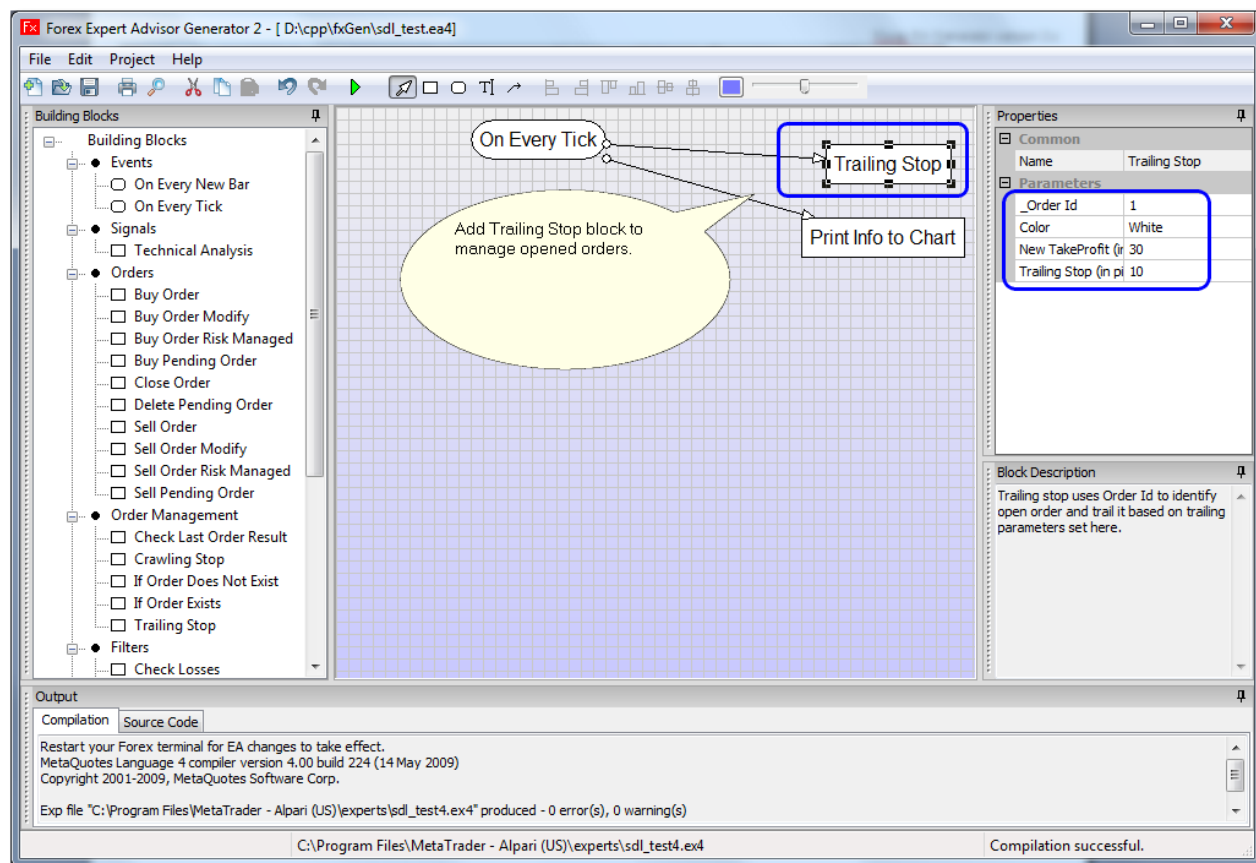 Fx Forex Expert Advisor Generator 2 - [ D:\cpp\fxGen\sdl_test.ea4]
File Edit Project Help
Building Blocks
Building Blocks
Events
On Every New Bar
On Every Tick
Signals
Technical Analysis
Orders
Buy Order
Buy Order Modify
Buy Order Risk Managed
Buy Pending Order
Close Order
Delete Pending Order
Sell Order
Sell Order Modify
Sell Order Risk Managed
Sell Pending Order
Order Management
Check Last Order Result
Crawling Stop
If Order Does Not Exist
If Order Exists
Trailing Stop
Filters
Check Losses
On Every Tick
Trailing Stop
Print Info to Chart
Add Trailing Stop block to
manage opened orders.
Properties
Common
Name Trailing Stop
Parameters
_Order Id 1
Color White
New TakeProfit (ir 30
Trailing Stop (in pi 10
Block Description
Trailing stop uses Order Id to identify
open order and trail it based on trailing
parameters set here.
Output
Compilation Source Code
Restart your Forex terminal for EA changes to take effect.
MetaQuotes Language 4 compiler version 4.00 build 224 (14 May 2009)
Copyright 2001-2009, MetaQuotes Software Corp.
Exp file "C:\Program Files\MetaTrader - Alpari (US)\experts\sdl_test4.ex4" produced - 0 error(s), 0 warning(s)
C:\Program Files\MetaTrader - Alpari (US)\experts\sdl_test4.ex4 Compilation successful.